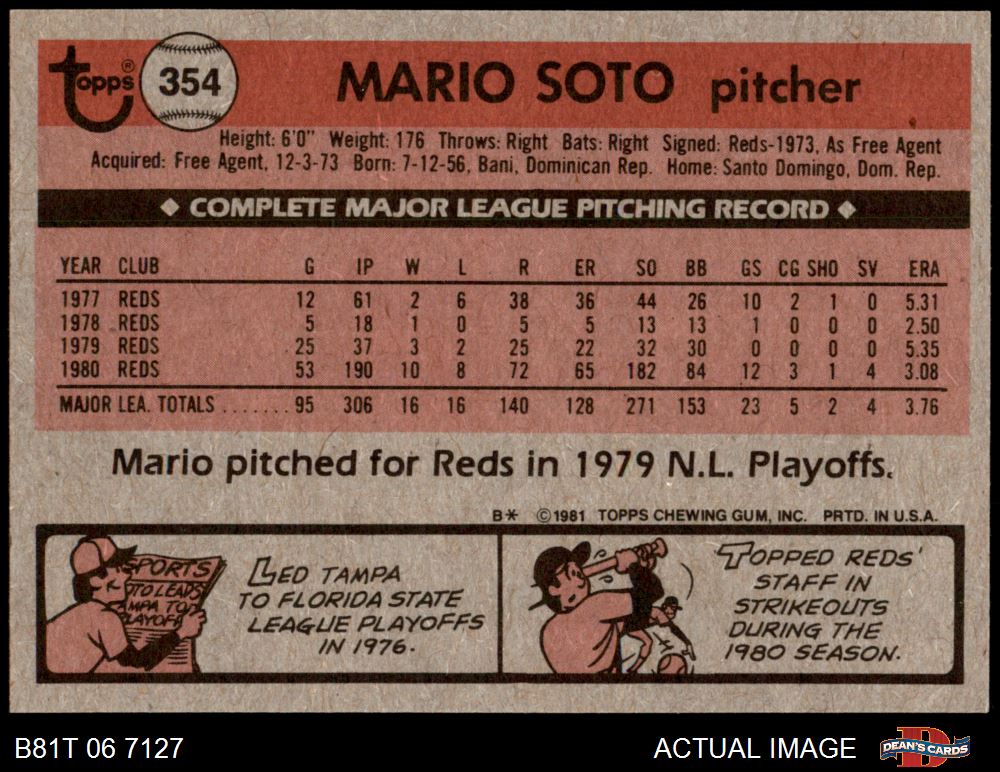 Topps® 354 MARIO SOTO pitcher
Height: 6'0" Weight: 176 Throws: Right Bats: Right Signed: Reds-1973, As Free Agent
Acquired: Free Agent, 12-3-73 Born: 7-12-56, Bani, Dominican Rep. Home: Santo Domingo, Dom. Rep.
◆ COMPLETE MAJOR LEAGUE PITCHING RECORD ◆
YEAR CLUB G IP W L R ER SO BB GS CG SHO SV ERA
1977 REDS 12 61 2 6 38 36 44 26 10 2 1 0 5.31
1978 REDS 5 18 1 0 5 5 13 13 1 0 0 0 2.50
1979 REDS 25 37 3 2 25 22 32 30 0 0 0 0 5.35
1980 REDS 53 190 10 8 72 65 182 84 12 3 1 4 3.08
MAJOR LEA. TOTALS ....... 95 306 16 16 140 128 271 153 23 5 2 4 3.76
Mario pitched for Reds in 1979 N.L. Playoffs.
B* ©1981 TOPPS CHEWING GUM, INC. PRTD. IN U.S.A.
SPORTS
TO LEADS
MPA TO
LAYOFF
LED TAMPA
TO FLORIDA STATE
LEAGUE PLAYOFFS
IN 1976.
TOPPED REDS'
STAFF IN
STRIKEOUTS
DURING THE
1980 SEASON.
B81T 06 7127
ACTUAL IMAGE
D
DEAN'S CARDS